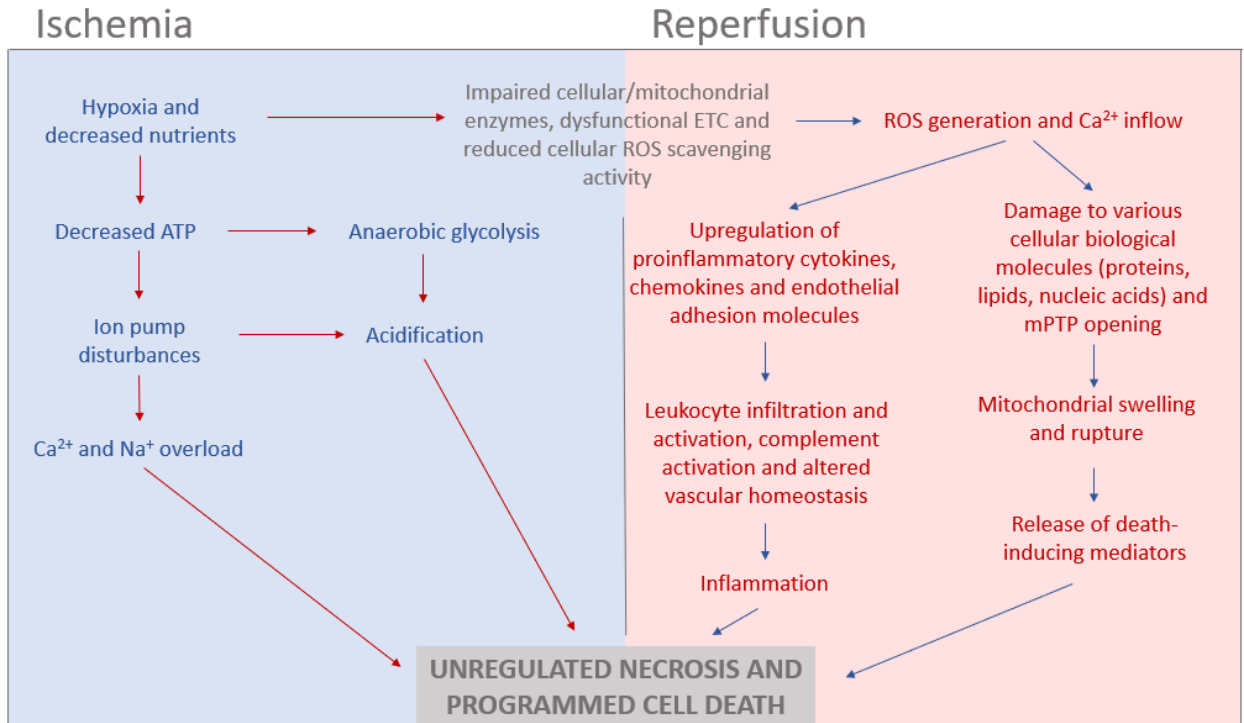 Ischemia
Reperfusion
Hypoxia and
decreased nutrients
Impaired cellular/mitochondrial
enzymes, dysfunctional ETC and
reduced cellular ROS scavenging
activity
ROS generation and Ca²⁺ inflow
Decreased ATP
Anaerobic glycolysis
Ion pump
disturbances
Acidification
Ca²⁺ and Na⁺ overload
Upregulation of
proinflammatory cytokines,
chemokines and endothelial
adhesion molecules
Leukocyte infiltration and
activation, complement
activation and altered
vascular homeostasis
Inflammation
Damage to various
cellular biological
molecules (proteins,
lipids, nucleic acids) and
mPTP opening
Mitochondrial swelling
and rupture
Release of death-
inducing mediators
UNREGULATED NECROSIS AND
PROGRAMMED CELL DEATH